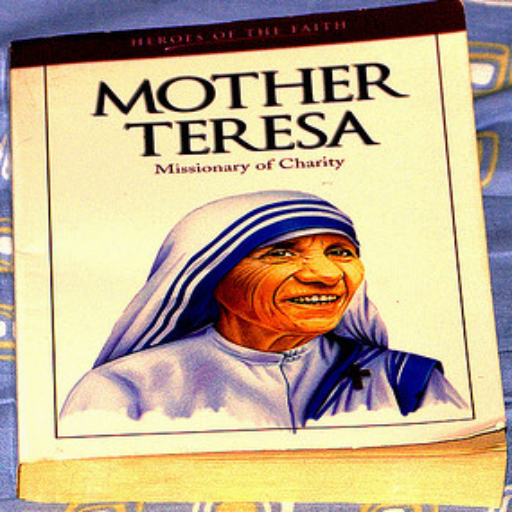 HEROES OF THE FAITH
MOTHER
TERESA
Missionary of Charity